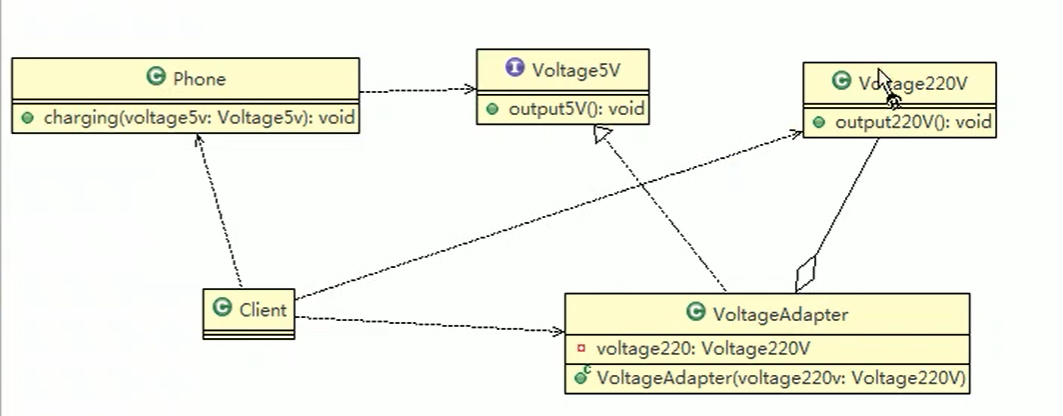 Phone
charging(voltage5v: Voltage5v): void
Voltage5V
output5V(): void
Voltage220V
output220V(): void
Client
VoltageAdapter
voltage220: Voltage220V
VoltageAdapter(voltage220v: Voltage220V)